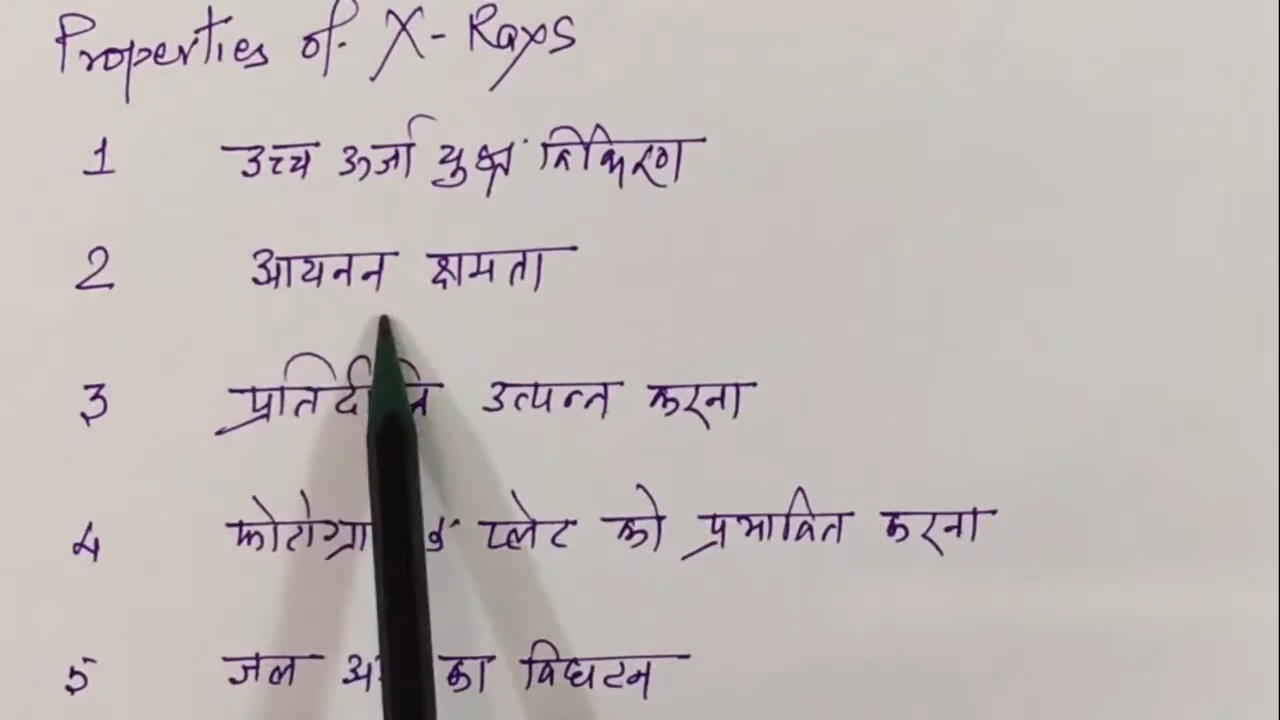 Properties of X-Rays
1 उच्च ऊर्जा युक्त विकिरण
2 आयनन क्षमता
3 उत्पन्न करना
4 प्लेट को प्रभावित करना
5 जल का विघटन